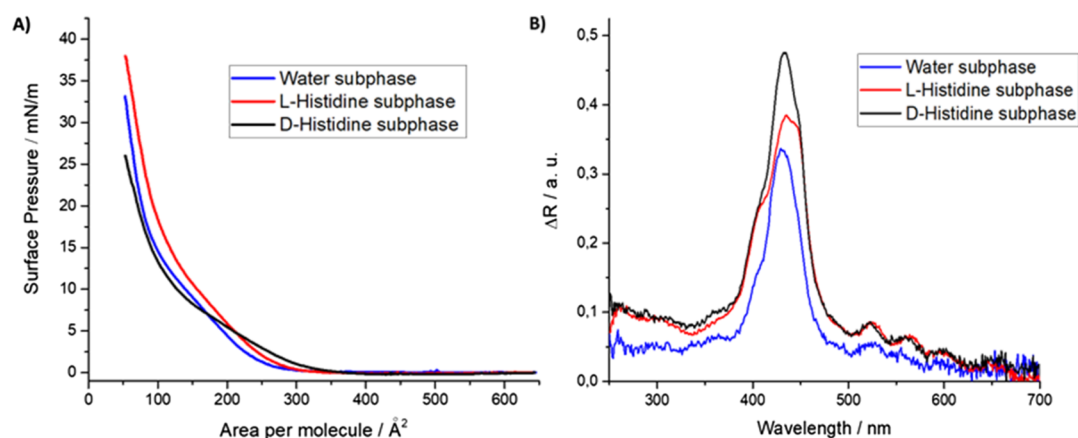 A)
40
35
30
25
20
15
10
5
0
Surface Pressure / mN/m
Water subphase
L-Histidine subphase
D-Histidine subphase
0 100 200 300 400 500 600
Area per molecule / Å²
B)
0,5
0,4
0,3
0,2
0,1
0,0
ΔR / a. u.
Water subphase
L-Histidine subphase
D-Histidine subphase
300 400 500 600 700
Wavelength / nm